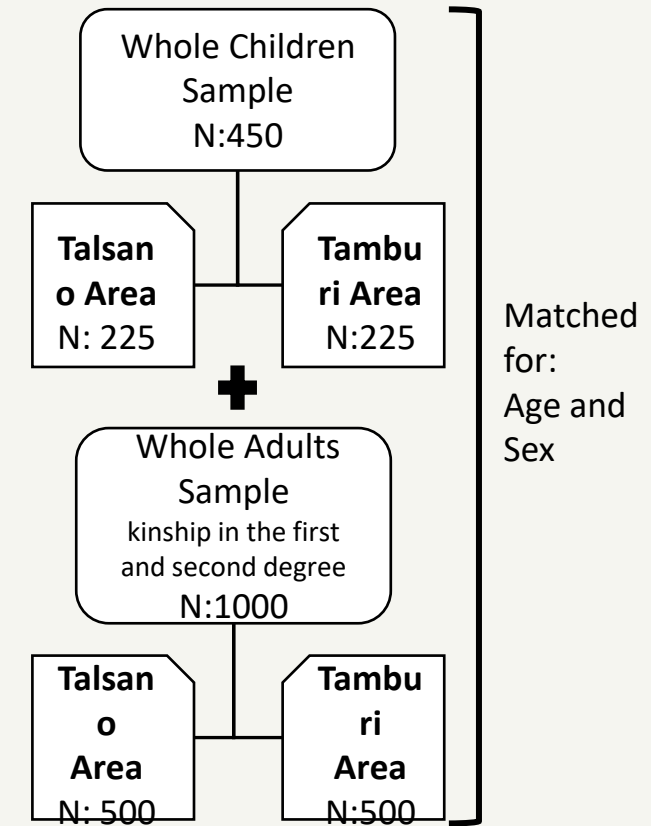 Whole Children
Sample
N:450
Talsan
o Area
N: 225
Tambu
ri Area
N:225
Matched
for:
Age and
Sex
Whole Adults
Sample
kinship in the first
and second degree
N:1000
Talsan
o
Area
N: 500
Tambu
ri
Area
N:500